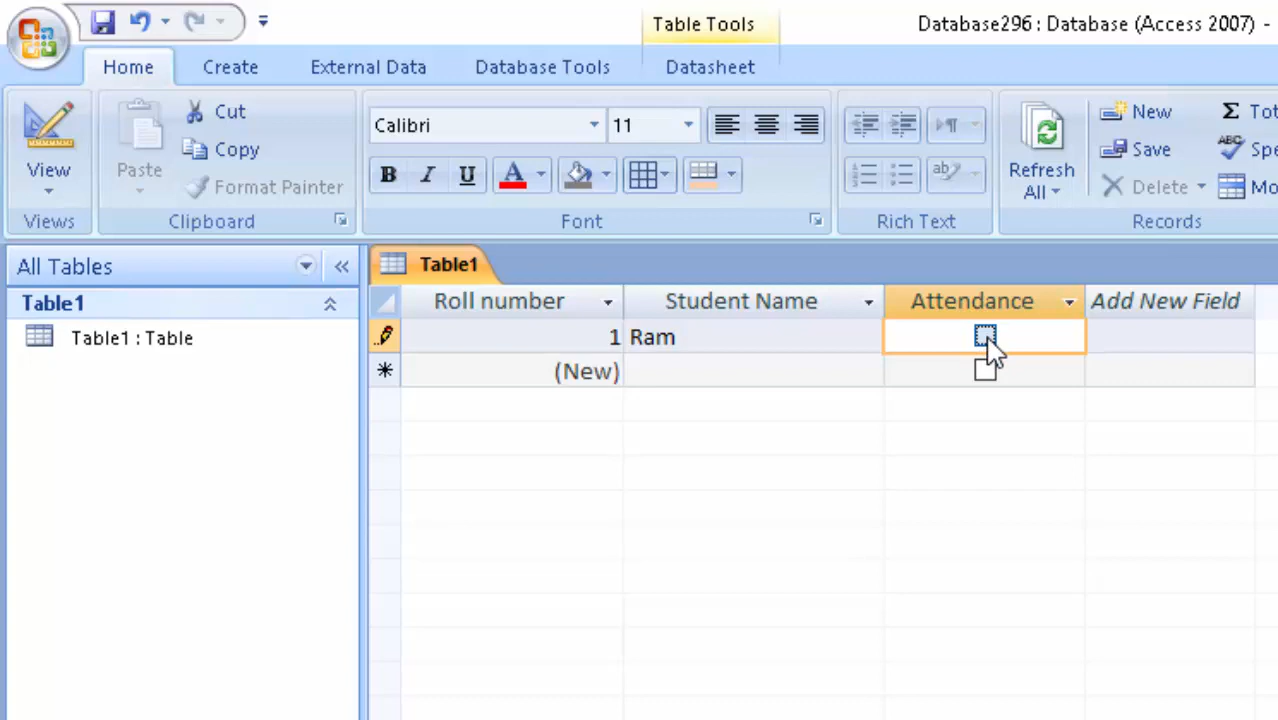 Table Tools
Database296 : Database (Access 2007) -
Home Create External Data Database Tools Datasheet
View
Paste
Cut
Copy
Format Painter
Calibri 11
B I U A
ab
Refresh
All
New
Save
Delete
Σ
ABC
Views Clipboard Font Rich Text Records
All Tables
Table1
Table1 : Table
Table1
Roll number Student Name Attendance Add New Field
1 Ram
(New)